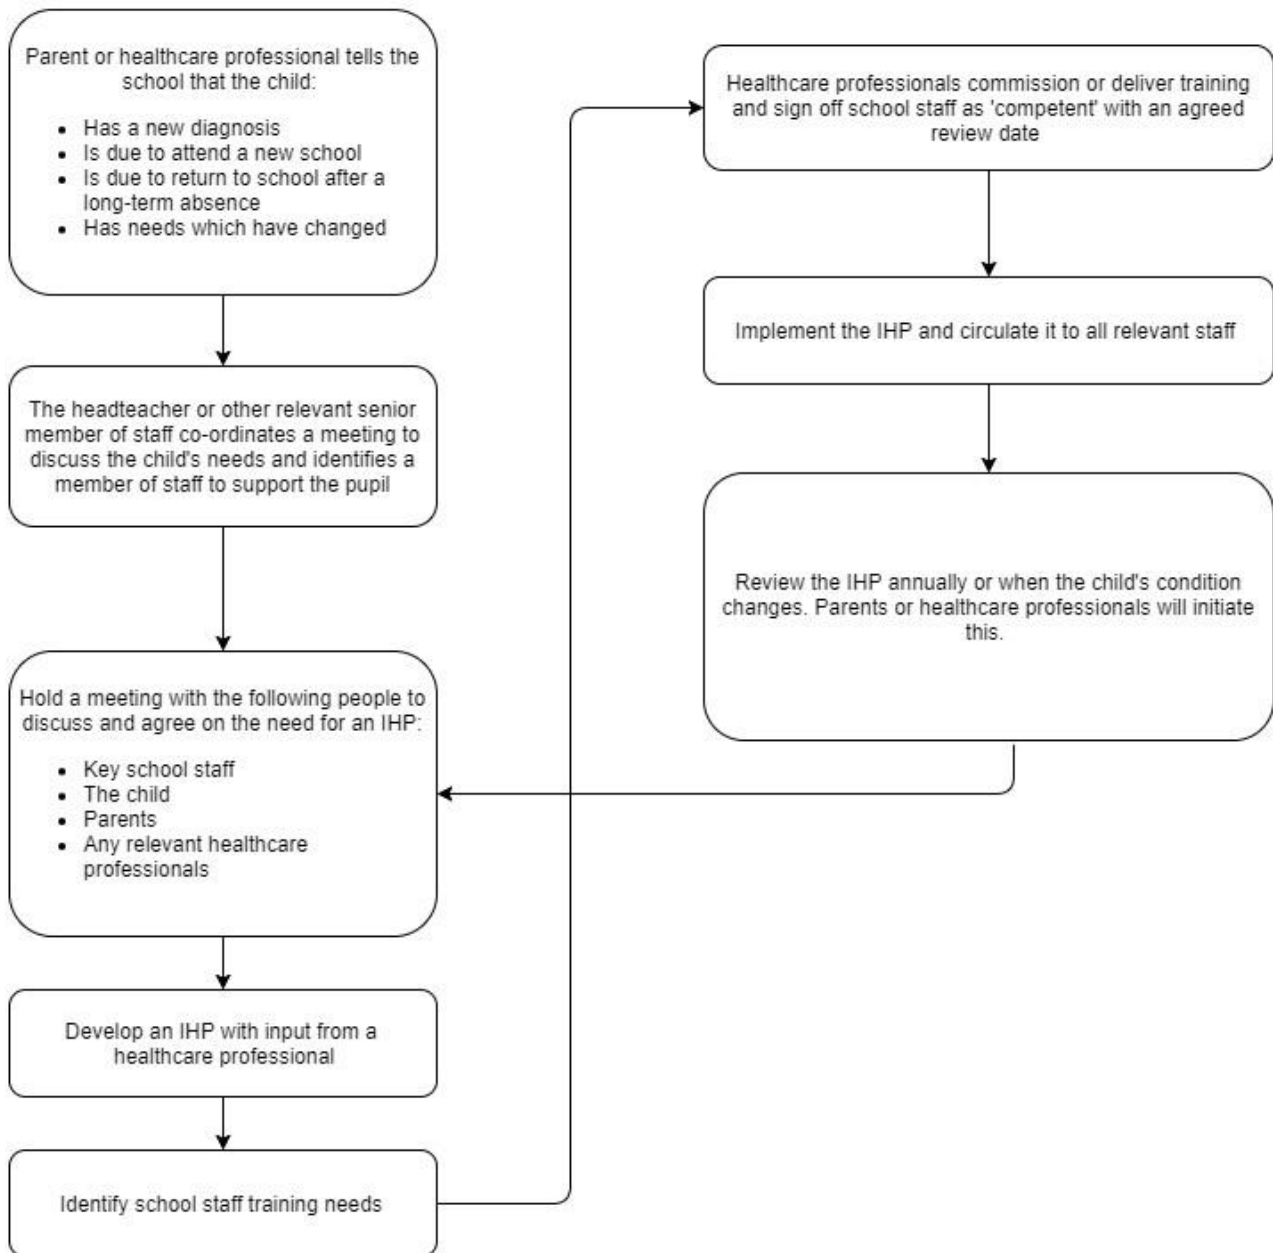 Parent or healthcare professional tells the
school that the child:
• Has a new diagnosis
• Is due to attend a new school
• Is due to return to school after a
long-term absence
• Has needs which have changed
The headteacher or other relevant senior
member of staff co-ordinates a meeting to
discuss the child's needs and identifies a
member of staff to support the pupil
Hold a meeting with the following people to
discuss and agree on the need for an IHP:
• Key school staff
• The child
• Parents
• Any relevant healthcare
professionals
Develop an IHP with input from a
healthcare professional
Identify school staff training needs
Healthcare professionals commission or deliver training
and sign off school staff as 'competent' with an agreed
review date
Implement the IHP and circulate it to all relevant staff
Review the IHP annually or when the child's condition
changes. Parents or healthcare professionals will initiate
this.